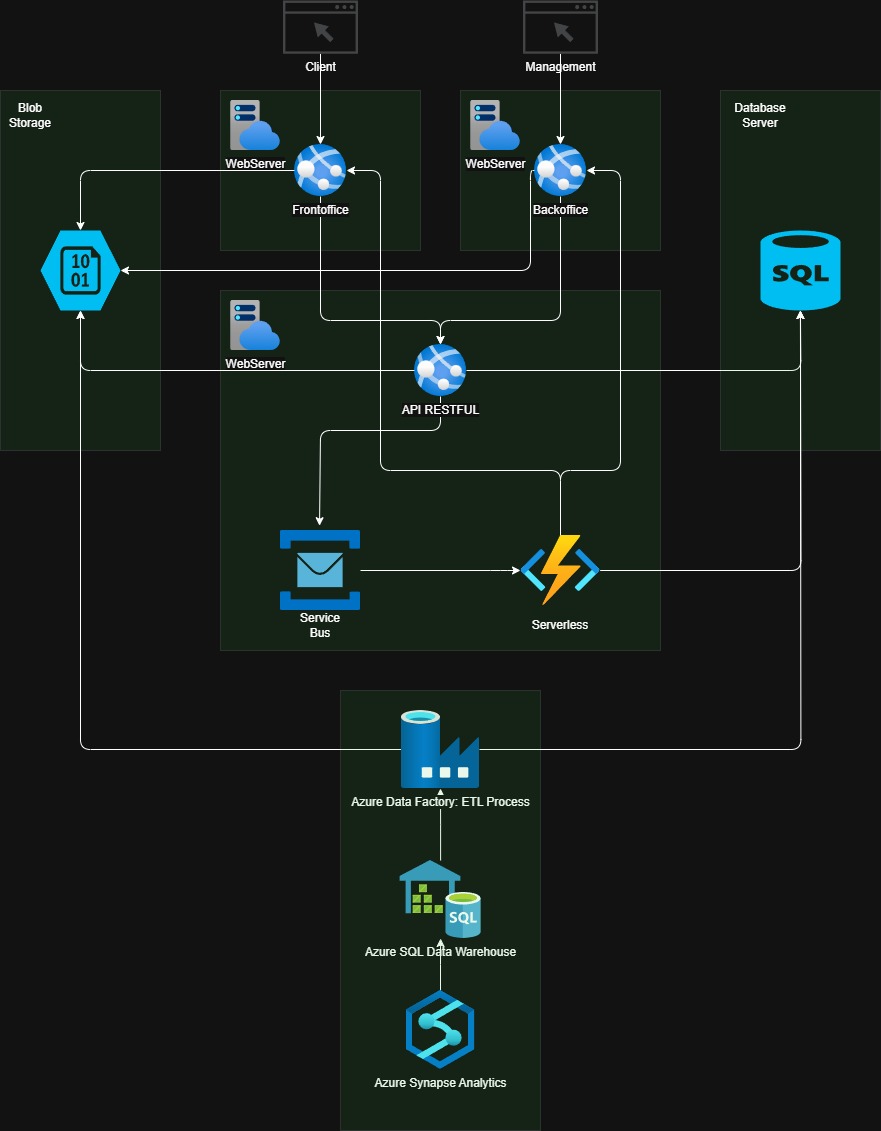 Client
Management
Blob
Storage
Database
Server
WebServer
WebServer
Frontoffice
Backoffice
10
01
SQL
WebServer
API RESTFUL
Service
Bus
Serverless
Azure Data Factory: ETL Process
SQL
Azure SQL Data Warehouse
Azure Synapse Analytics